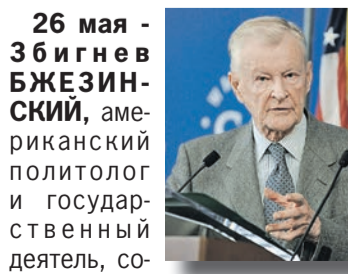 26 мая -
Збигнев
БЖЕЗИН-
СКИЙ, аме-
риканский
политолог
и государ-
ственный
деятель, со-